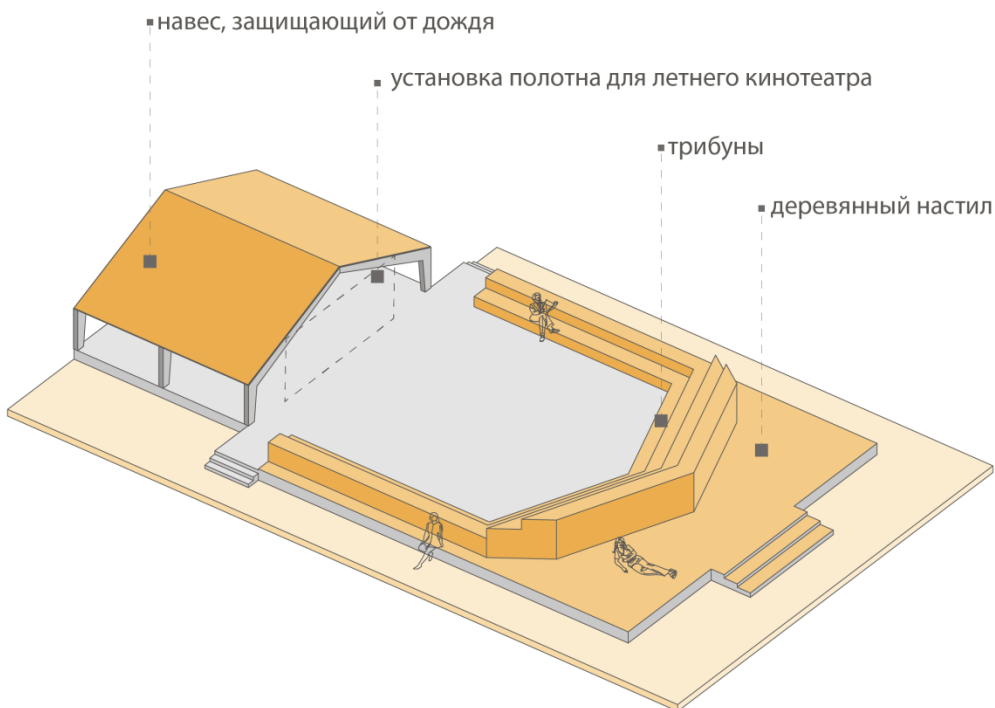 навес, защищающий от дождя
установка полотна для летнего кинотеатра
трибуны
деревянный настил